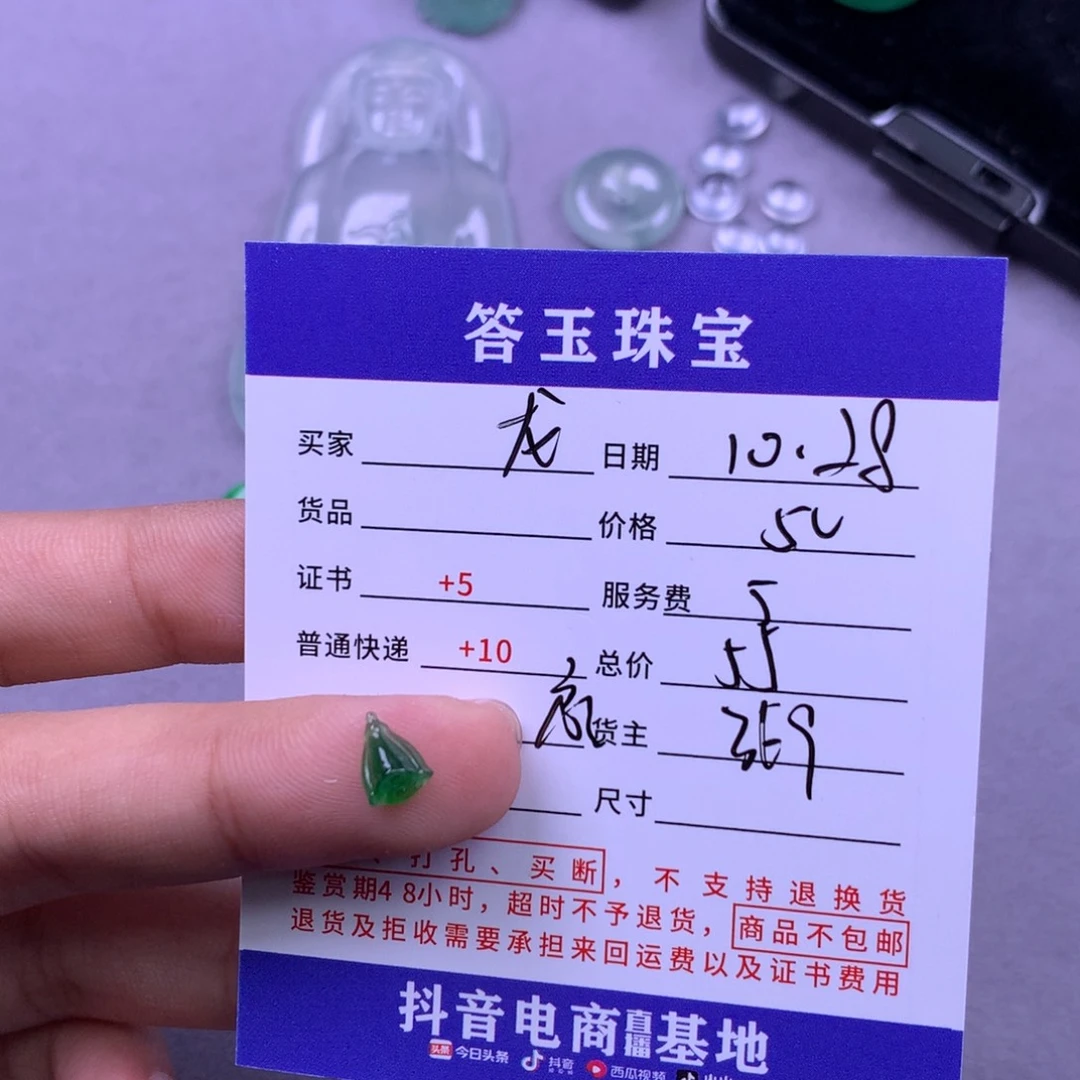 答玉珠宝
买家 龙 日期 10.28
货品 价格 50
证书 +5 服务费 5
普通快递 +10 总价 55
货主 369
尺寸
、打孔、买断，不支持退换货
鉴赏期48小时，超时不予退货，商品不包邮
退货及拒收需要承担来回运费以及证书费用
抖音电商直播基地
头条 今日头条 抖音 西瓜视频